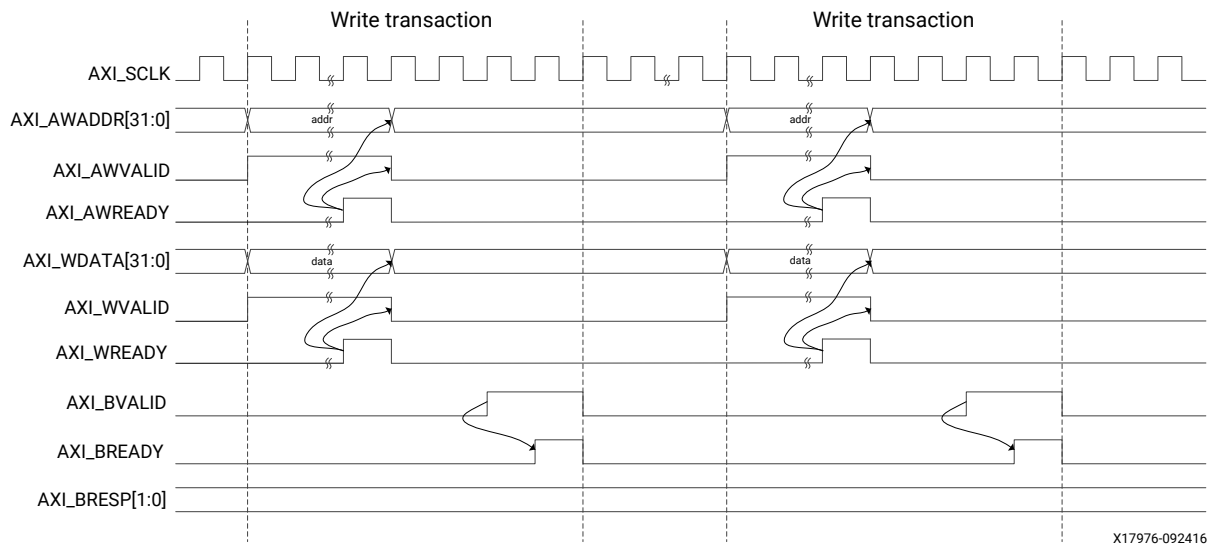 Write transaction Write transaction
AXI_SCLK
AXI_AWADDR[31:0] addr addr
AXI_AWVALID
AXI_AWREADY
AXI_WDATA[31:0] data data
AXI_WVALID
AXI_WREADY
AXI_BVALID
AXI_BREADY
AXI_BRESP[1:0]
X17976-092416